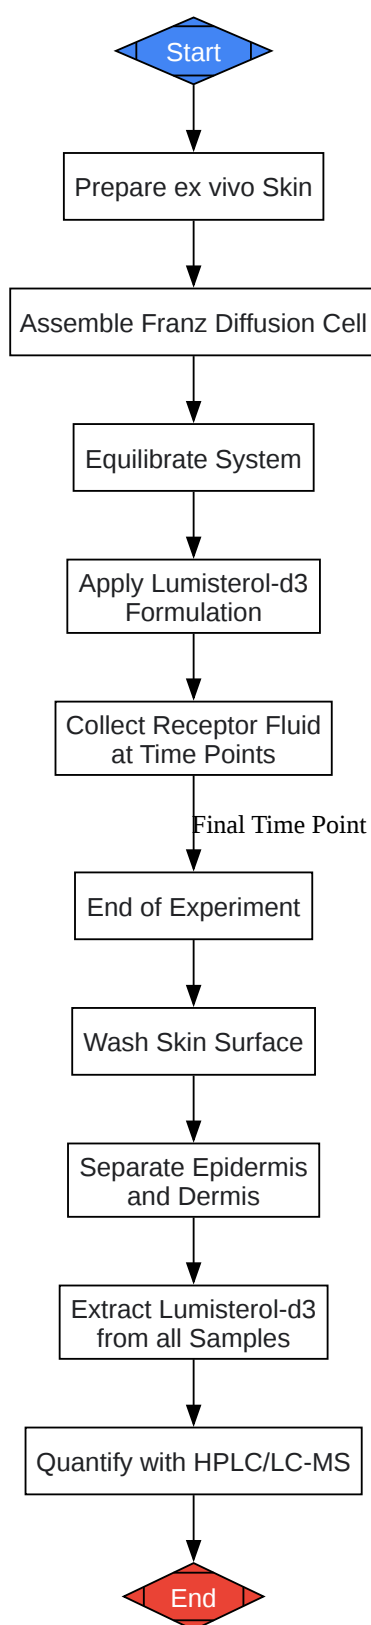 Start
Prepare ex vivo Skin
Assemble Franz Diffusion Cell
Equilibrate System
Apply Lumisterol-d3
Formulation
Collect Receptor Fluid
at Time Points
Final Time Point
End of Experiment
Wash Skin Surface
Separate Epidermis
and Dermis
Extract Lumisterol-d3
from all Samples
Quantify with HPLC/LC-MS
End